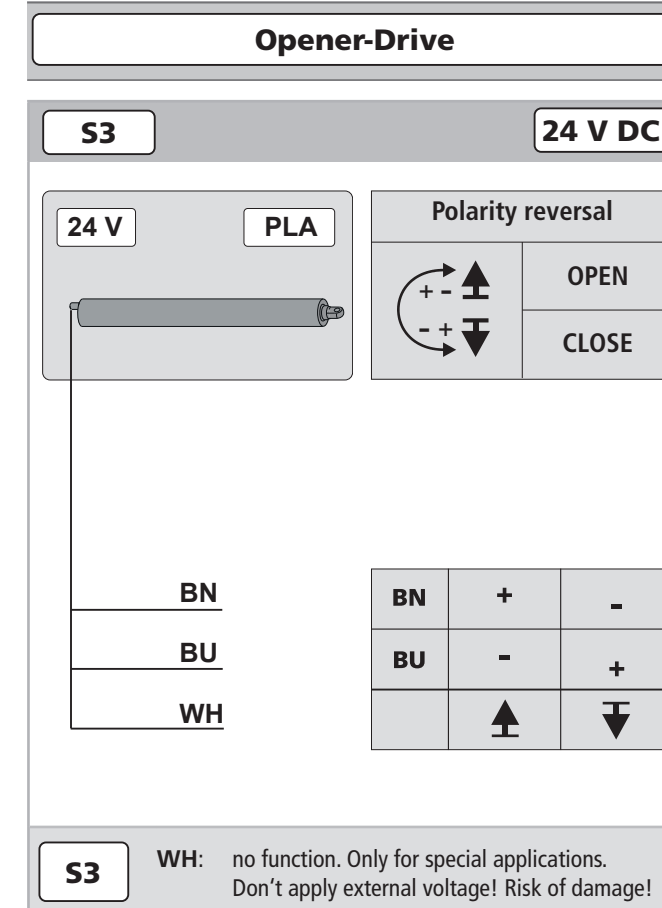 Opener-Drive
S3 24 V DC
24 V PLA
Polarity reversal
+ - OPEN
- + CLOSE
BN
BU
WH
BN + -
BU - +
S3 WH: no function. Only for special applications.
Don't apply external voltage! Risk of damage!